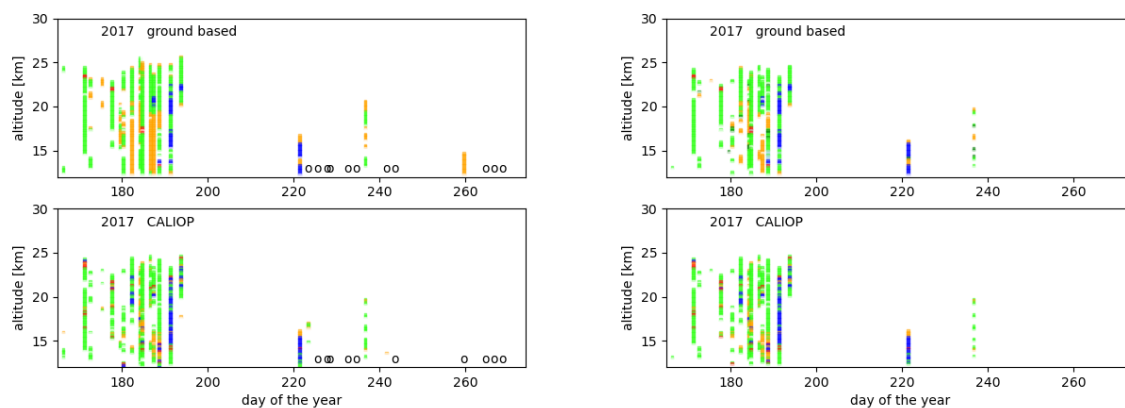 30
2017 ground based
25
20
15
altitude [km]
180 200 220 240 260
o o o o o o o o o o o o
30
2017 CALIOP
25
20
15
altitude [km]
o o o o o o o o o o
180 200 220 240 260
day of the year
30
2017 ground based
25
20
15
altitude [km]
180 200 220 240 260
30
2017 CALIOP
25
20
15
altitude [km]
180 200 220 240 260
day of the year